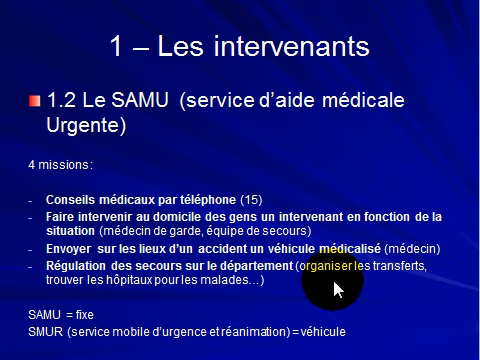 1 – Les intervenants
1.2 Le SAMU (service d'aide médicale
Urgente)
4 missions:
- Conseils médicaux par téléphone (15)
- Faire intervenir au domicile des gens un intervenant en fonction de la
situation (médecin de garde, équipe de secours)
- Envoyer sur les lieux d'un accident un véhicule médicalisé (médecin)
- Régulation des secours sur le département (organiser les transferts,
trouver les hôpitaux pour les malades…)
SAMU = fixe
SMUR (service mobile d'urgence et réanimation) = véhicule